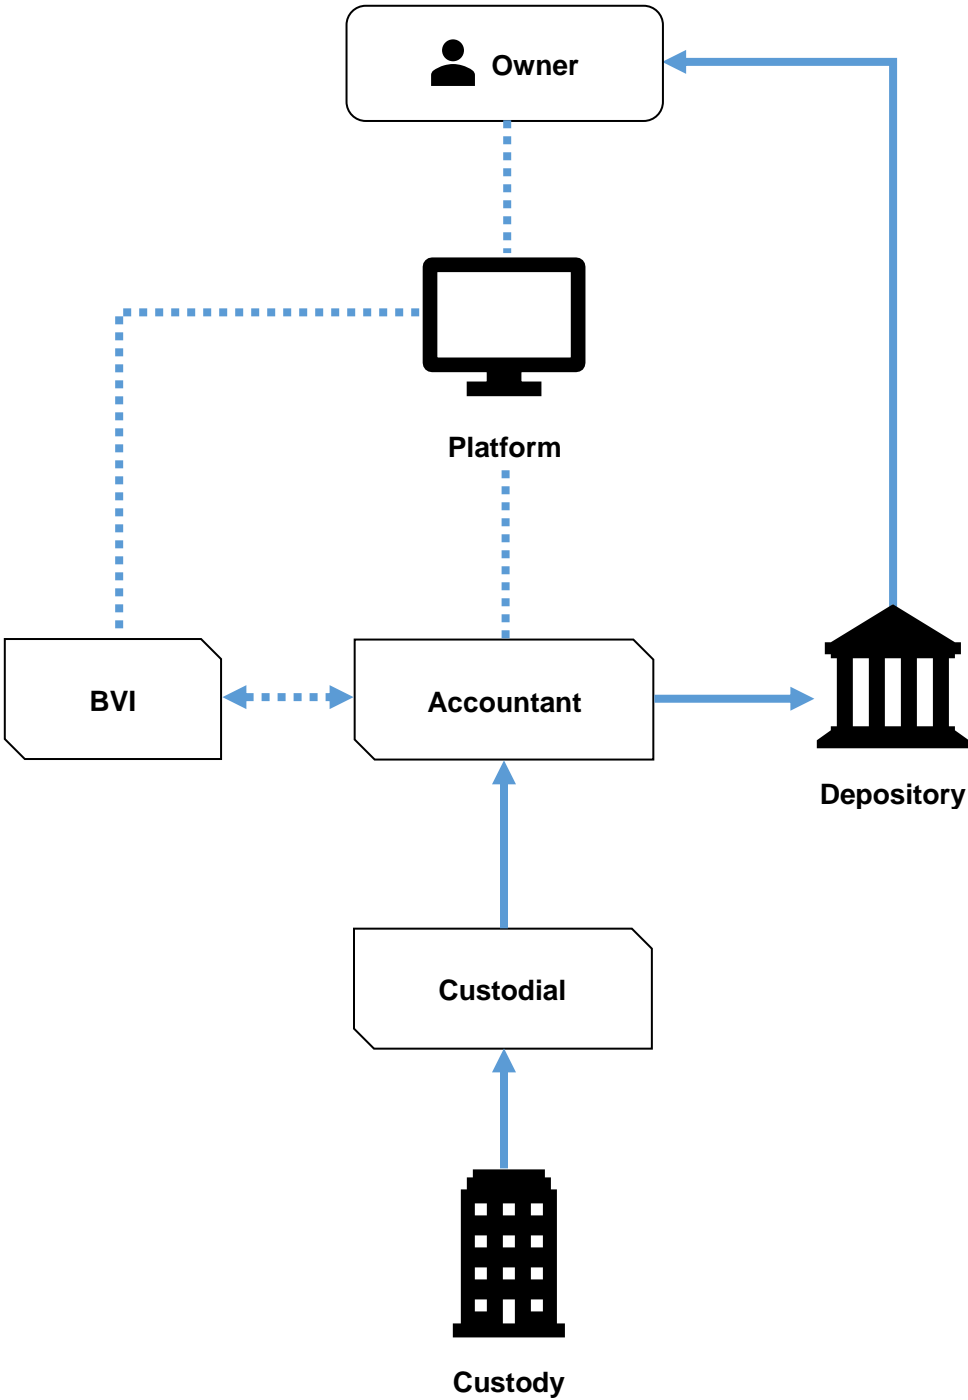 Owner
Platform
BVI
Accountant
Depository
Custodial
Custody